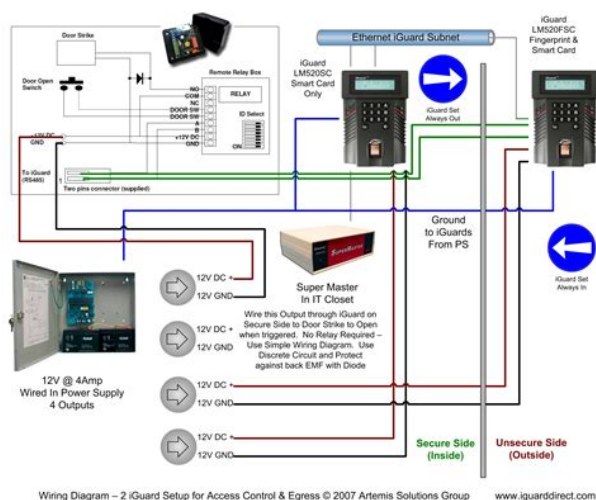 Door Strike
Door Open
Switch
Remote Relay Box
NO
COM
NC
DOOR SW
DOOR SW
A
B
+12V DC
GND
RELAY
ID Select
ON
+12V DC
GND
To iGuard
(RS485)
1
Two pins connector (supplied)
Ethernet iGuard Subnet
iGuard
LM520SC
Smart Card
Only
iGuard Set
Always Out
iGuard
LM520FSC
Fingerprint &
Smart Card
Ground
to iGuards
From PS
iGuard Set
Always In
12V DC +
12V GND
12V DC +
12V GND
12V DC +
12V GND
12V DC +
12V GND
12V @ 4Amp
Wired In Power Supply
4 Outputs
SUPERMASTER
Super Master
In IT Closet
Wire this Output through iGuard on
Secure Side to Door Strike to Open
when triggered. No Relay Required –
Use Simple Wiring Diagram. Use
Discrete Circuit and Protect
against back EMF with Diode
Secure Side
(Inside)
Unsecure Side
(Outside)
Wiring Diagram – 2 iGuard Setup for Access Control & Egress © 2007 Artemis Solutions Group
www.iguarddirect.com